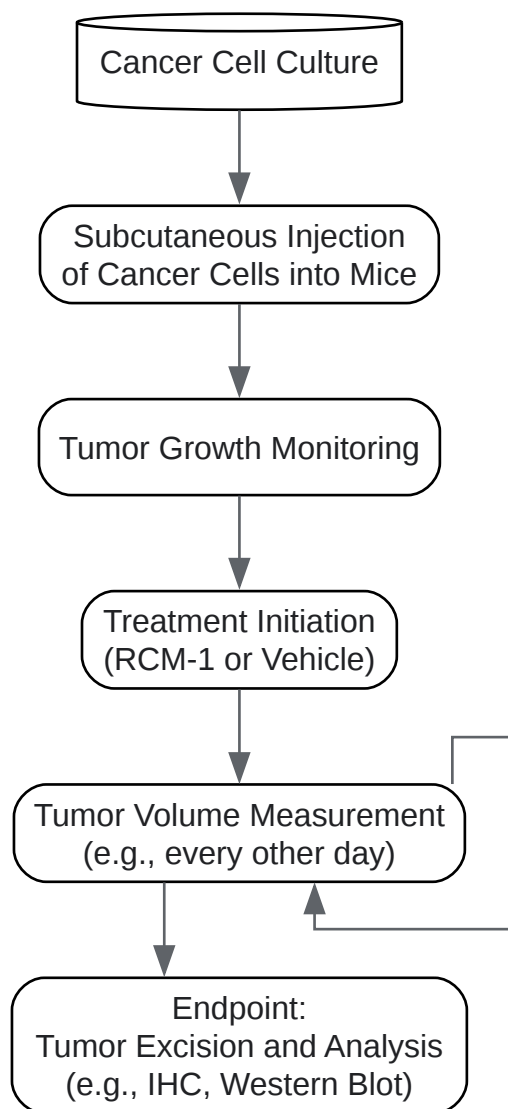 Cancer Cell Culture
Subcutaneous Injection
of Cancer Cells into Mice
Tumor Growth Monitoring
Treatment Initiation
(RCM-1 or Vehicle)
Tumor Volume Measurement
(e.g., every other day)
Endpoint:
Tumor Excision and Analysis
(e.g., IHC, Western Blot)